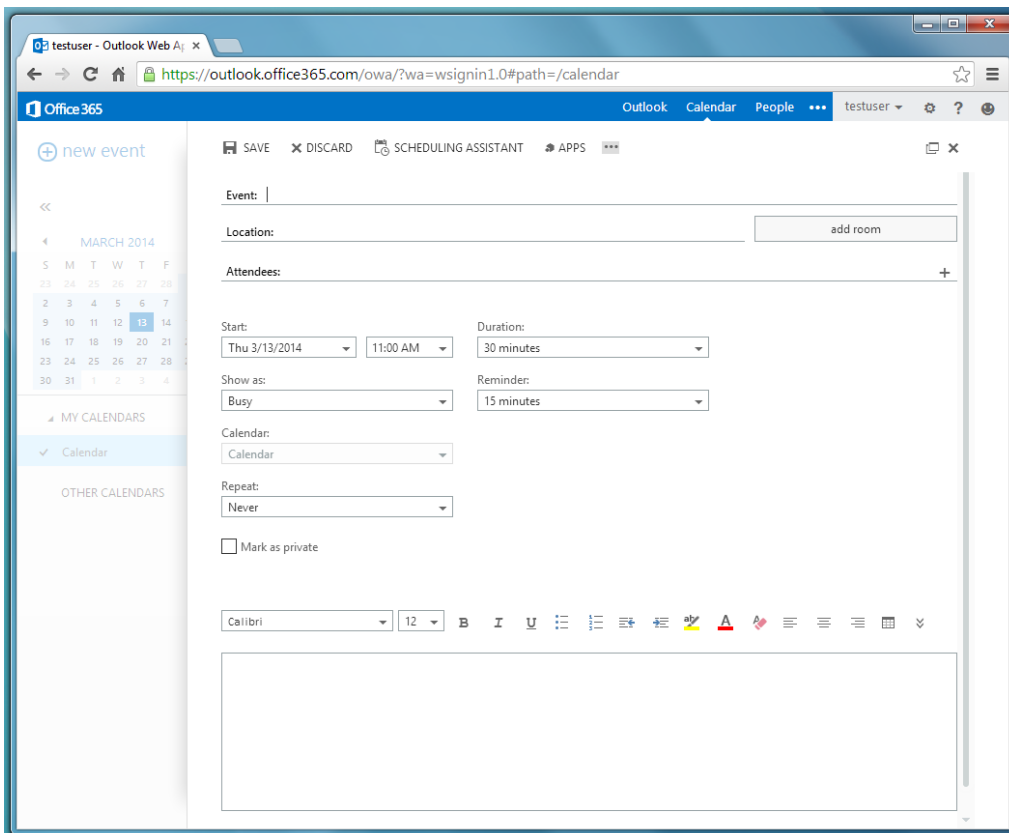 testuser - Outlook Web Ap
https://outlook.office365.com/owa/?wa=wsignin1.0#path=/calendar
Office 365
Outlook Calendar People ••• testuser ?
new event
SAVE DISCARD SCHEDULING ASSISTANT APPS •••
Event:
Location: add room
Attendees: +
MARCH 2014
S M T W T F
23 24 25 26 27 28
2 3 4 5 6 7
9 10 11 12 13 14
16 17 18 19 20 21
23 24 25 26 27 28
30 31 1 2 3 4
MY CALENDARS
Calendar
OTHER CALENDARS
Start: Duration:
Thu 3/13/2014 11:00 AM 30 minutes
Show as: Reminder:
Busy 15 minutes
Calendar:
Calendar
Repeat:
Never
Mark as private
Calibri 12 B I U aby A